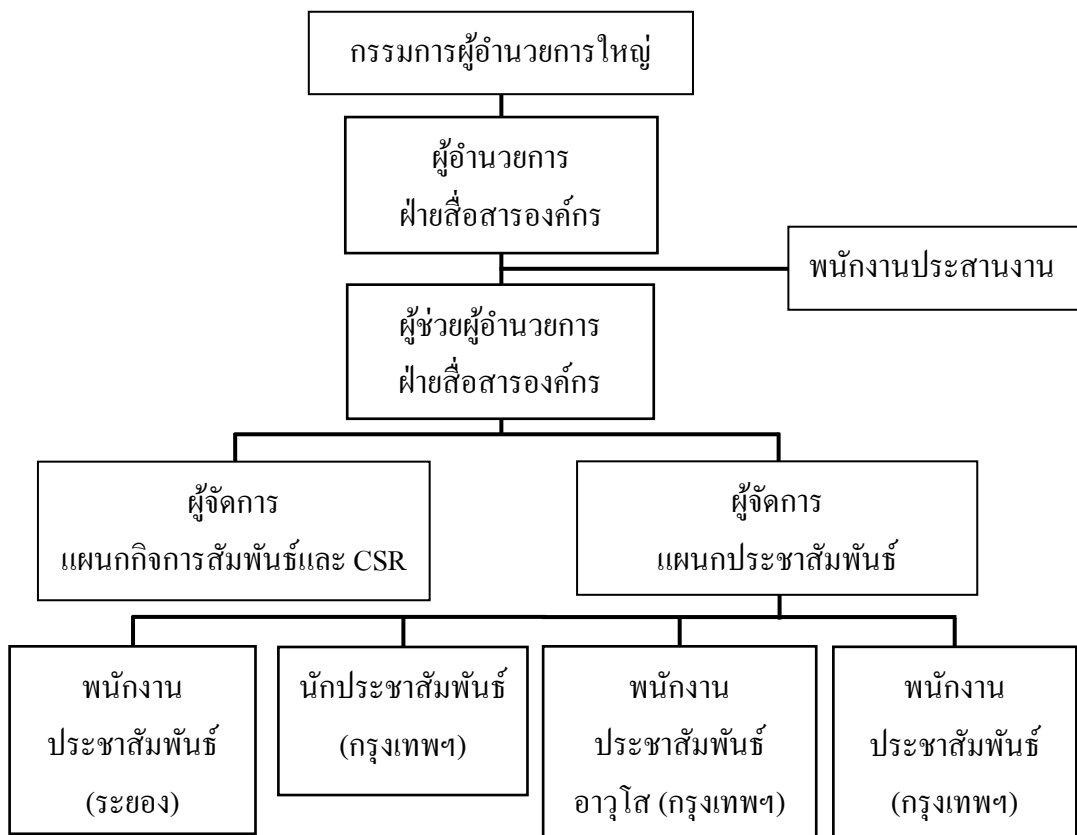 กรรมการผู้อำนวยการใหญ่
ผู้อำนวยการ
ฝ่ายสื่อสารองค์กร
พนักงานประสานงาน
ผู้ช่วยผู้อำนวยการ
ฝ่ายสื่อสารองค์กร
ผู้จัดการ
แผนกกิจการสัมพันธ์และ CSR
ผู้จัดการ
แผนกประชาสัมพันธ์
พนักงาน
ประชาสัมพันธ์
(ระยอง)
นักประชาสัมพันธ์
(กรุงเทพฯ)
พนักงาน
ประชาสัมพันธ์
อาวุโส (กรุงเทพฯ)
พนักงาน
ประชาสัมพันธ์
(กรุงเทพฯ)